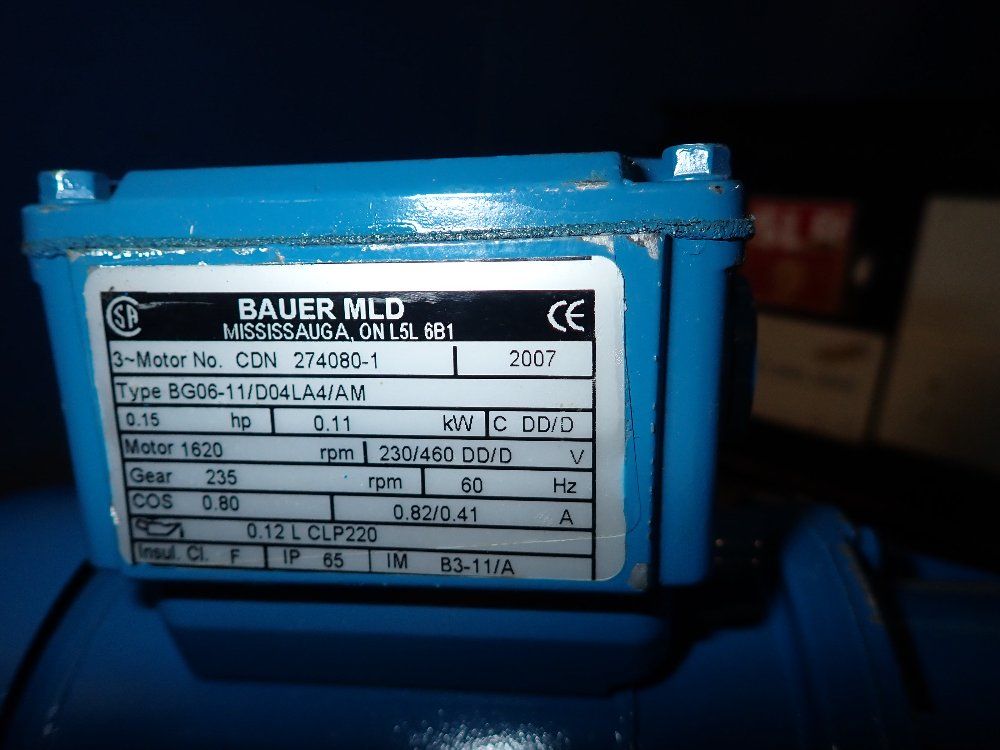 SA
BAUER MLD
CE
MISSISSAUGA, ON L5L 6B1
3~Motor No. CDN 274080-1 2007
Type BG06-11/D04LA4/AM
0.15 hp 0.11 kW C DD/D
Motor 1620 rpm 230/460 DD/D V
Gear 235 rpm 60 Hz
COS 0.80 0.82/0.41 A
0.12 L CLP220
Insul. Cl. F IP 65 IM B3-11/A